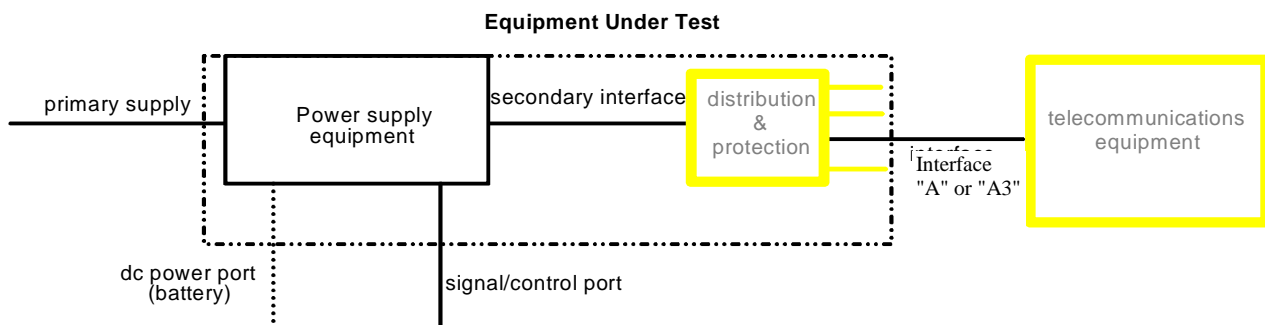 Equipment Under Test
primary supply
Power supply
equipment
secondary interface
distribution
&
protection
telecommunications
equipment
interface
Interface
"A" or "A3"
dc power port
(battery)
signal/control port